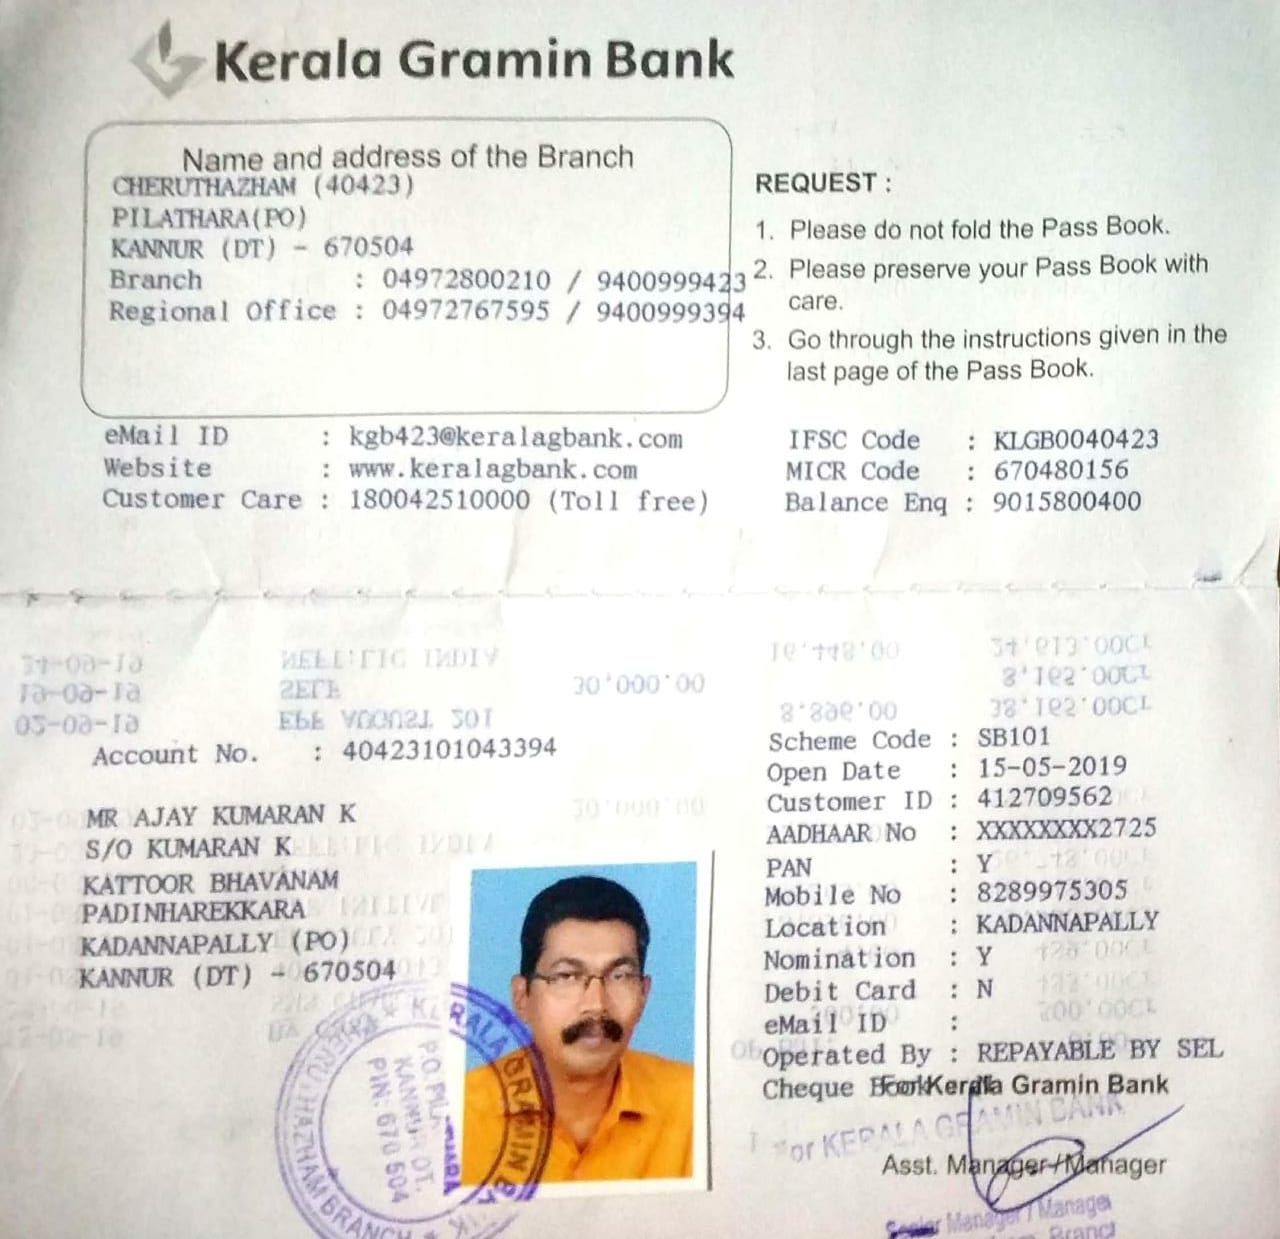 Kerala Gramin Bank
Name and address of the Branch
CHERUTHAZHAM (40423)
PILATHARA(PO)
KANNUR (DT) - 670504
Branch : 04972800210 / 9400999423
Regional Office : 04972767595 / 9400999394
REQUEST :
1. Please do not fold the Pass Book.
2. Please preserve your Pass Book with
care.
3. Go through the instructions given in the
last page of the Pass Book.
eMail ID : kgb423@keralagbank.com
Website : www.keralagbank.com
Customer Care : 180042510000 (Toll free)
IFSC Code : KLGB0040423
MICR Code : 670480156
Balance Enq : 9015800400
Account No. : 40423101043394
MR AJAY KUMARAN K
S/O KUMARAN K
KATTOOR BHAVANAM
PADINHAREKKARA
KADANNAPALLY (PO)
KANNUR (DT) - 670504
Scheme Code : SB101
Open Date : 15-05-2019
Customer ID : 412709562
AADHAAR No : XXXXXXXX2725
PAN : Y
Mobile No : 8289975305
Location : KADANNAPALLY
Nomination : Y
Debit Card : N
eMail ID :
Operated By : REPAYABLE BY SEL
Cheque
For Kerala Gramin Bank
For KERALA GRAMIN BANK
Asst. Manager/Manager
Senior Manager / Manager
KERALA GRAMIN
CHERUTHAZHAM BRANCH
KANNUR DT.
PIN: 670 504